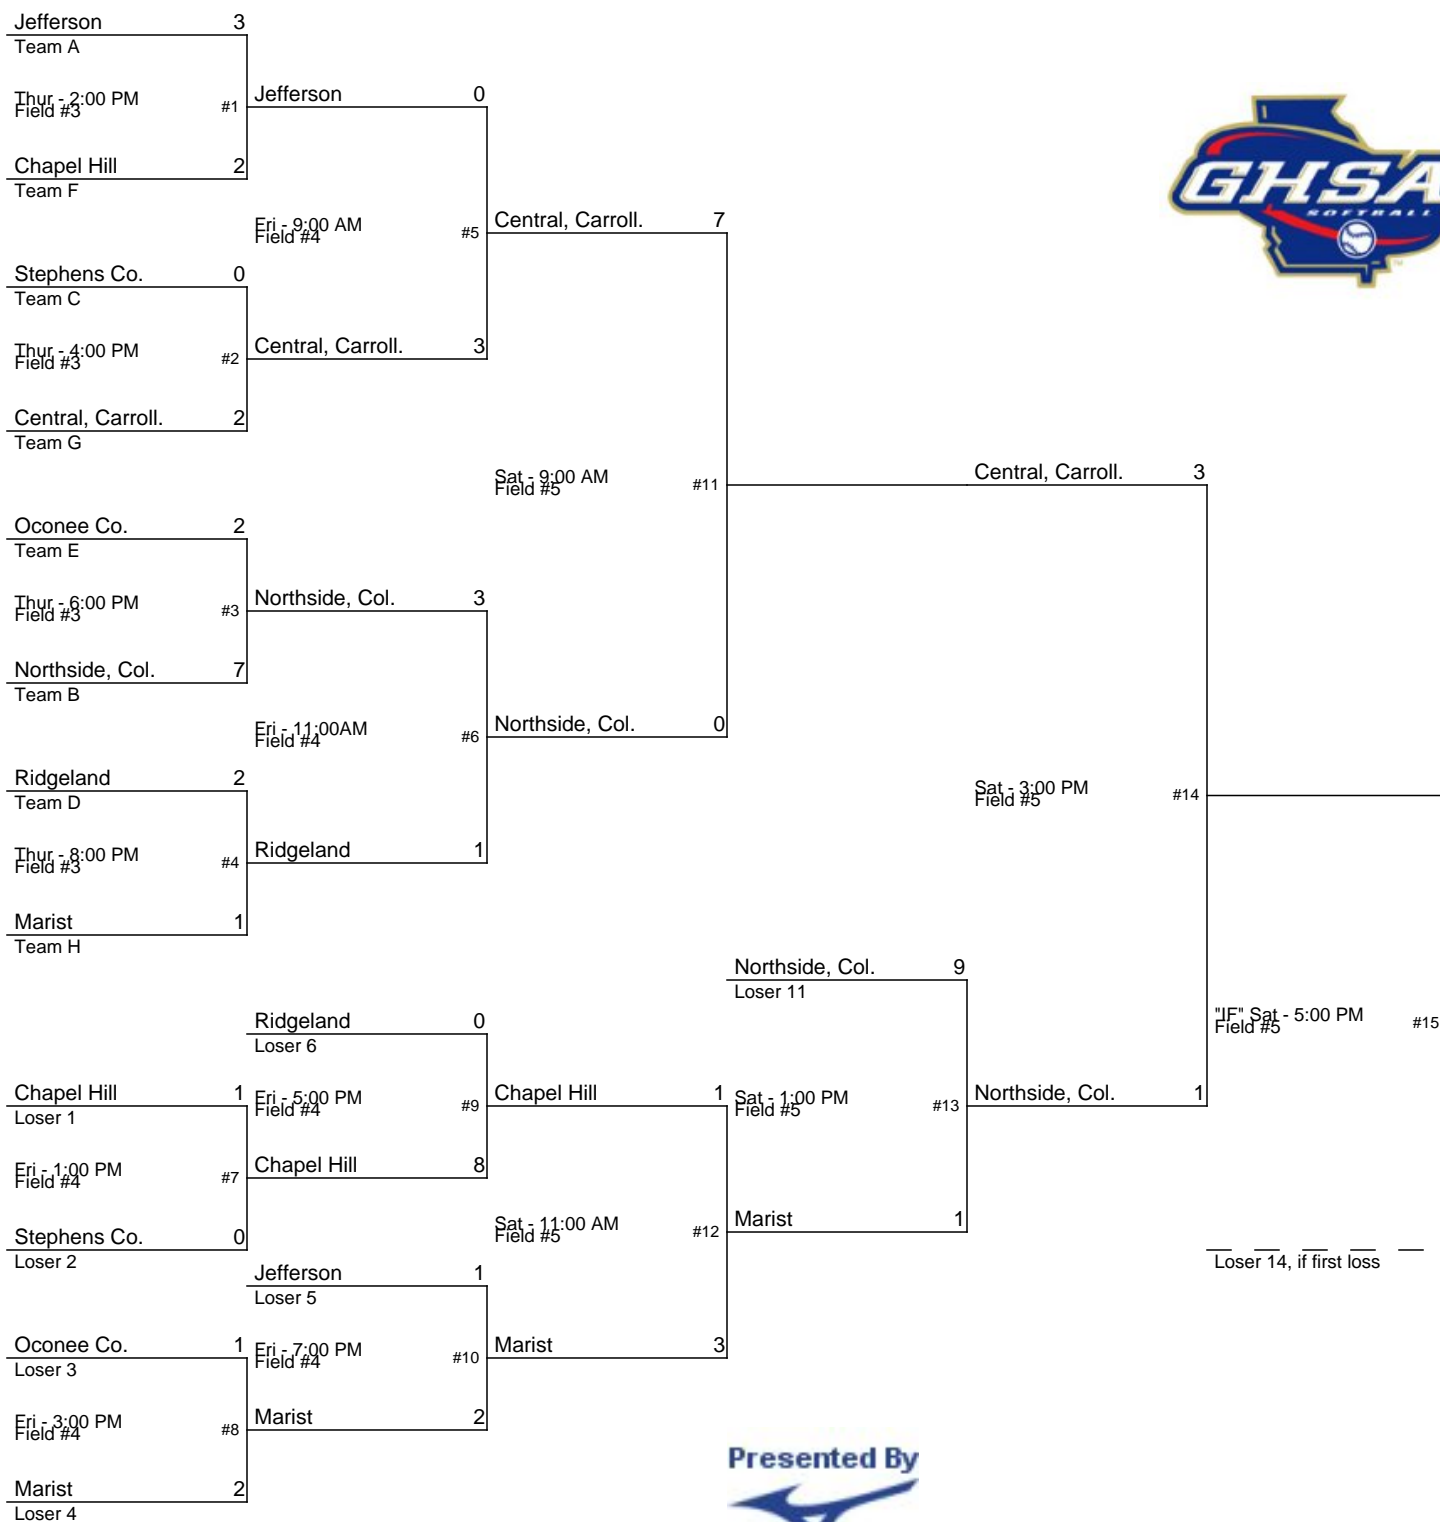 Jefferson 3
Team A
Thur - 2:00 PM
Field #3
#1
Jefferson 0
Chapel Hill 2
Team F
Fri - 9:00 AM
Field #4
#5
Central, Carroll. 7
Stephens Co. 0
Team C
Thur - 4:00 PM
Field #3
#2
Central, Carroll. 3
Central, Carroll. 2
Team G
Sat - 9:00 AM
Field #5
#11
Central, Carroll. 3
Oconee Co. 2
Team E
Thur - 6:00 PM
Field #3
#3
Northside, Col. 3
Northside, Col. 7
Team B
Fri - 11:00AM
Field #4
#6
Northside, Col. 0
Ridgeland 2
Team D
Sat - 3:00 PM
Field #5
#14
Thur - 8:00 PM
Field #3
#4
Ridgeland 1
Marist 1
Team H
Northside, Col. 9
Loser 11
Ridgeland 0
Loser 6
"IF" Sat - 5:00 PM
Field #5
#15
Chapel Hill 1
Loser 1
Fri - 5:00 PM
Field #4
#9
Chapel Hill 1
Sat - 1:00 PM
Field #5
#13
Northside, Col. 1
Fri - 1:00 PM
Field #4
#7
Chapel Hill 8
Stephens Co. 0
Loser 2
Sat - 11:00 AM
Field #5
#12
Marist 1
Jefferson 1
Loser 5
Loser 14, if first loss
Oconee Co. 1
Loser 3
Fri - 7:00 PM
Field #4
#10
Marist 3
Fri - 3:00 PM
Field #4
#8
Marist 2
Marist 2
Loser 4
GHSA
SOFTBALL
TM
Presented By